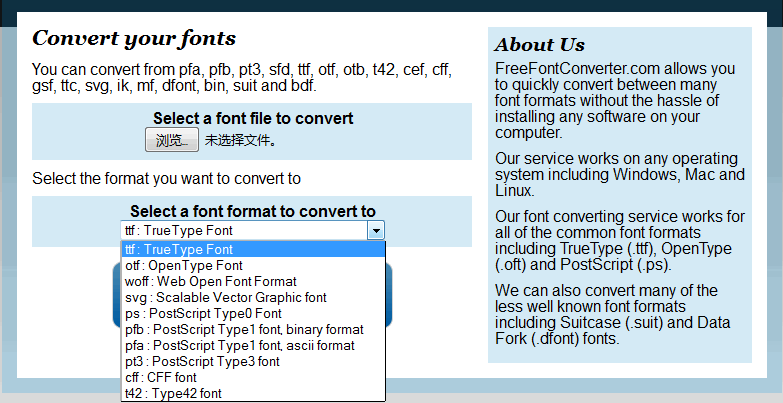 Convert your fonts
You can convert from pfa, pfb, pt3, sfd, ttf, otf, otb, t42, cef, cff,
gsf, ttc, svg, ik, mf, dfont, bin, suit and bdf.
Select a font file to convert
浏览… 未选择文件。
Select the format you want to convert to
Select a font format to convert to
ttf : TrueType Font
ttf : TrueType Font
otf : OpenType Font
woff : Web Open Font Format
svg : Scalable Vector Graphic font
ps : PostScript Type0 Font
pfb : PostScript Type1 font, binary format
pfa : PostScript Type1 font, ascii format
pt3 : PostScript Type3 font
cff : CFF font
t42 : Type42 font
About Us
FreeFontConverter.com allows you
to quickly convert between many
font formats without the hassle of
installing any software on your
computer.
Our service works on any operating
system including Windows, Mac and
Linux.
Our font converting service works for
all of the common font formats
including TrueType (.ttf), OpenType
(.oft) and PostScript (.ps).
We can also convert many of the
less well known font formats
including Suitcase (.suit) and Data
Fork (.dfont) fonts.